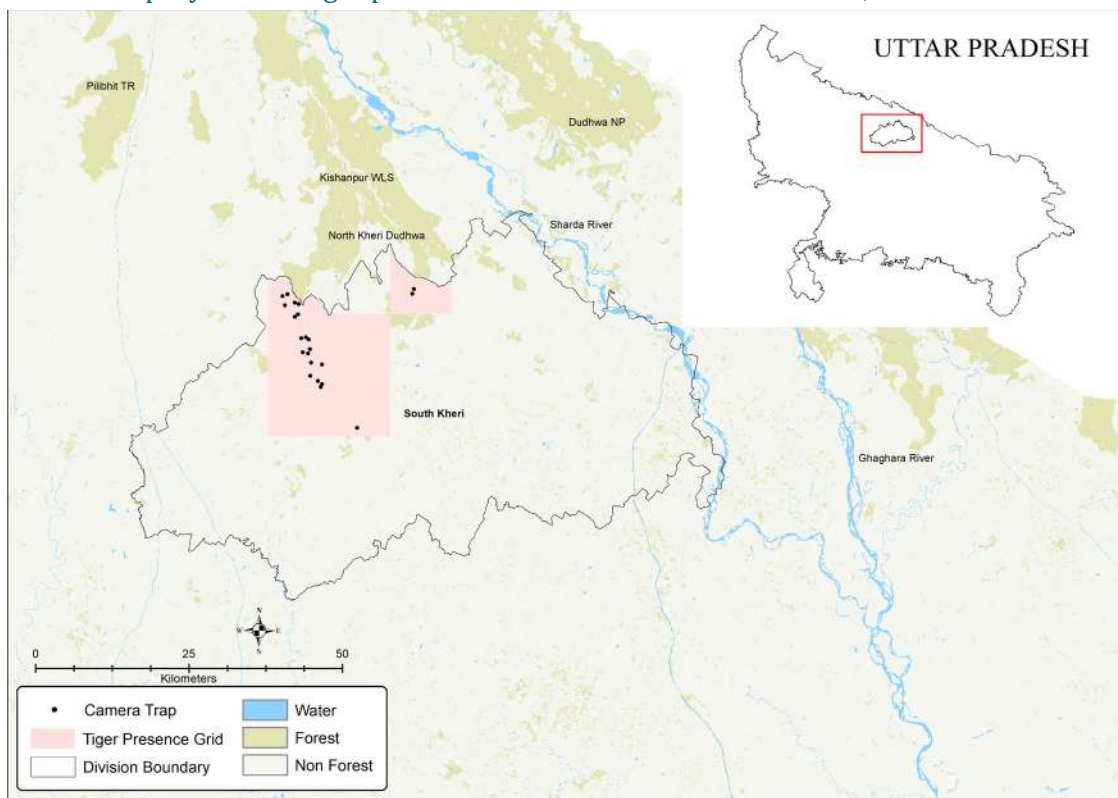 UTTAR PRADESH
Pilibhit TR
Dudhwa NP
Kishanpur WLS
Sharda River
North Kheri Dudhwa
South Kheri
Ghaghara River
N
W E
S
0 25 50
Kilometers
Camera Trap
Tiger Presence Grid
Division Boundary
Water
Forest
Non Forest